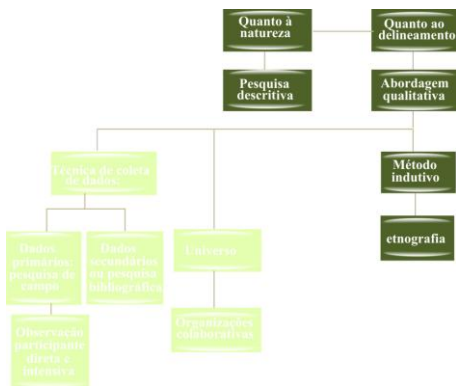 Quanto à
natureza
Quanto ao
delineamento
Pesquisa
descritiva
Abordagem
qualitativa
Técnica de coleta
de dados:
Método
indutivo
Dados
primários:
pesquisa de
campo
Dados
secundários
ou pesquisa
bibliográfica
Universo
etnografia
Observação
participante
direta e
intensiva
Organizações
colaborativas